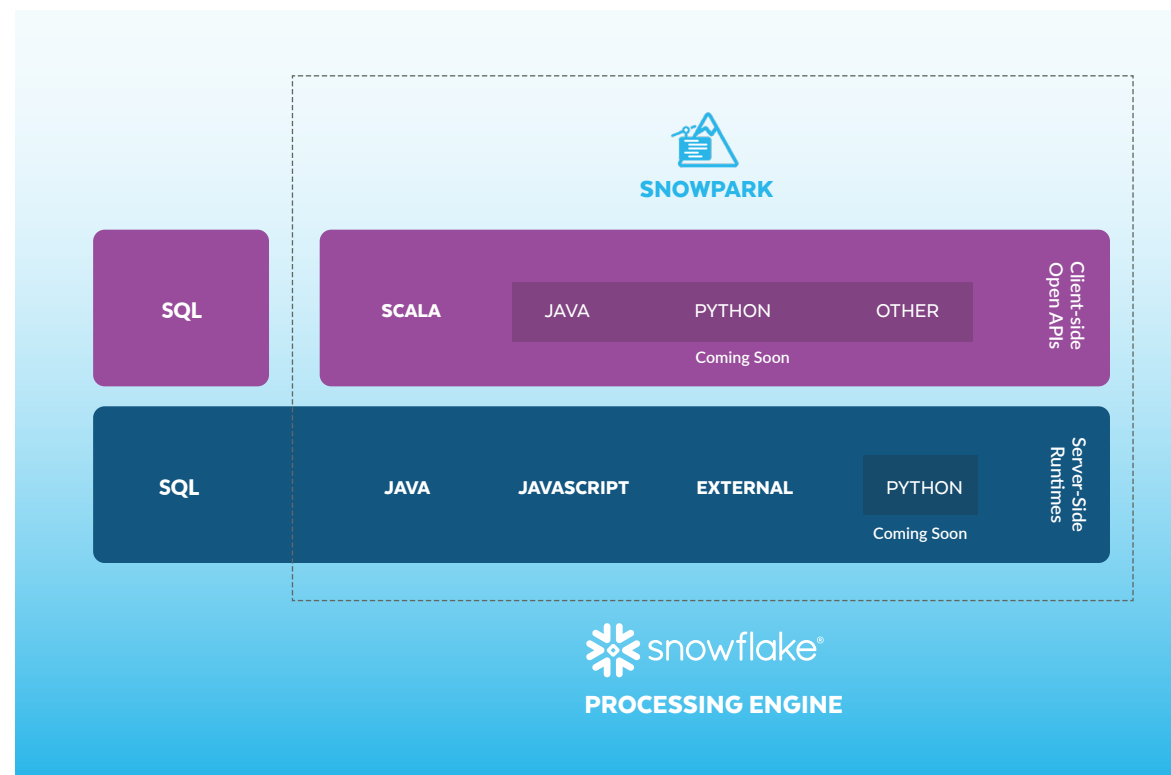 SNOWPARK
SQL
SCALA
JAVA
PYTHON
OTHER
Coming Soon
Client-side
Open APIs
SQL
JAVA
JAVASCRIPT
EXTERNAL
PYTHON
Coming Soon
Server-Side
Runtimes
snowflake®
PROCESSING ENGINE